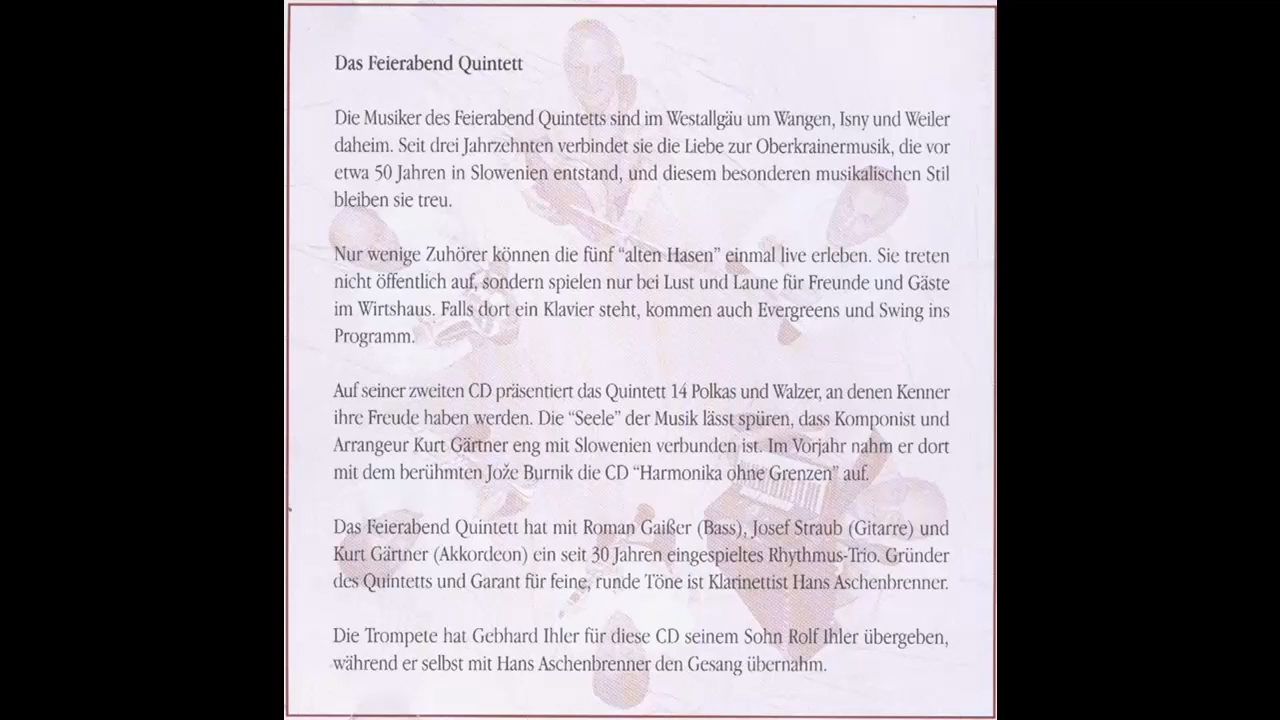 Das Feierabend Quintett
Die Musiker des Feierabend Quintetts sind im Westallgäu um Wangen, Isny und Weiler
daheim. Seit drei Jahrzehnten verbindet sie die Liebe zur Oberkrainermusik, die vor
etwa 50 Jahren in Slowenien entstand, und diesem besonderen musikalischen Stil
bleiben sie treu.
Nur wenige Zuhörer können die fünf “alten Hasen” einmal live erleben. Sie treten
nicht öffentlich auf, sondern spielen nur bei Lust und Laune für Freunde und Gäste
im Wirtshaus. Falls dort ein Klavier steht, kommen auch Evergreens und Swing ins
Programm.
Auf seiner zweiten CD präsentiert das Quintett 14 Polkas und Walzer, an denen Kenner
ihre Freude haben werden. Die “Seele” der Musik lässt spüren, dass Komponist und
Arrangeur Kurt Gärtner eng mit Slowenien verbunden ist. Im Vorjahr nahm er dort
mit dem berühmten Jože Burnik die CD “Harmonika ohne Grenzen” auf.
Das Feierabend Quintett hat mit Roman Gaißer (Bass), Josef Straub (Gitarre) und
Kurt Gärtner (Akkordeon) ein seit 30 Jahren eingespieltes Rhythmus-Trio. Gründer
des Quintetts und Garant für feine, runde Töne ist Klarinettist Hans Aschenbrenner.
Die Trompete hat Gebhard Ihler für diese CD seinem Sohn Rolf Ihler übergeben,
während er selbst mit Hans Aschenbrenner den Gesang übernahm.